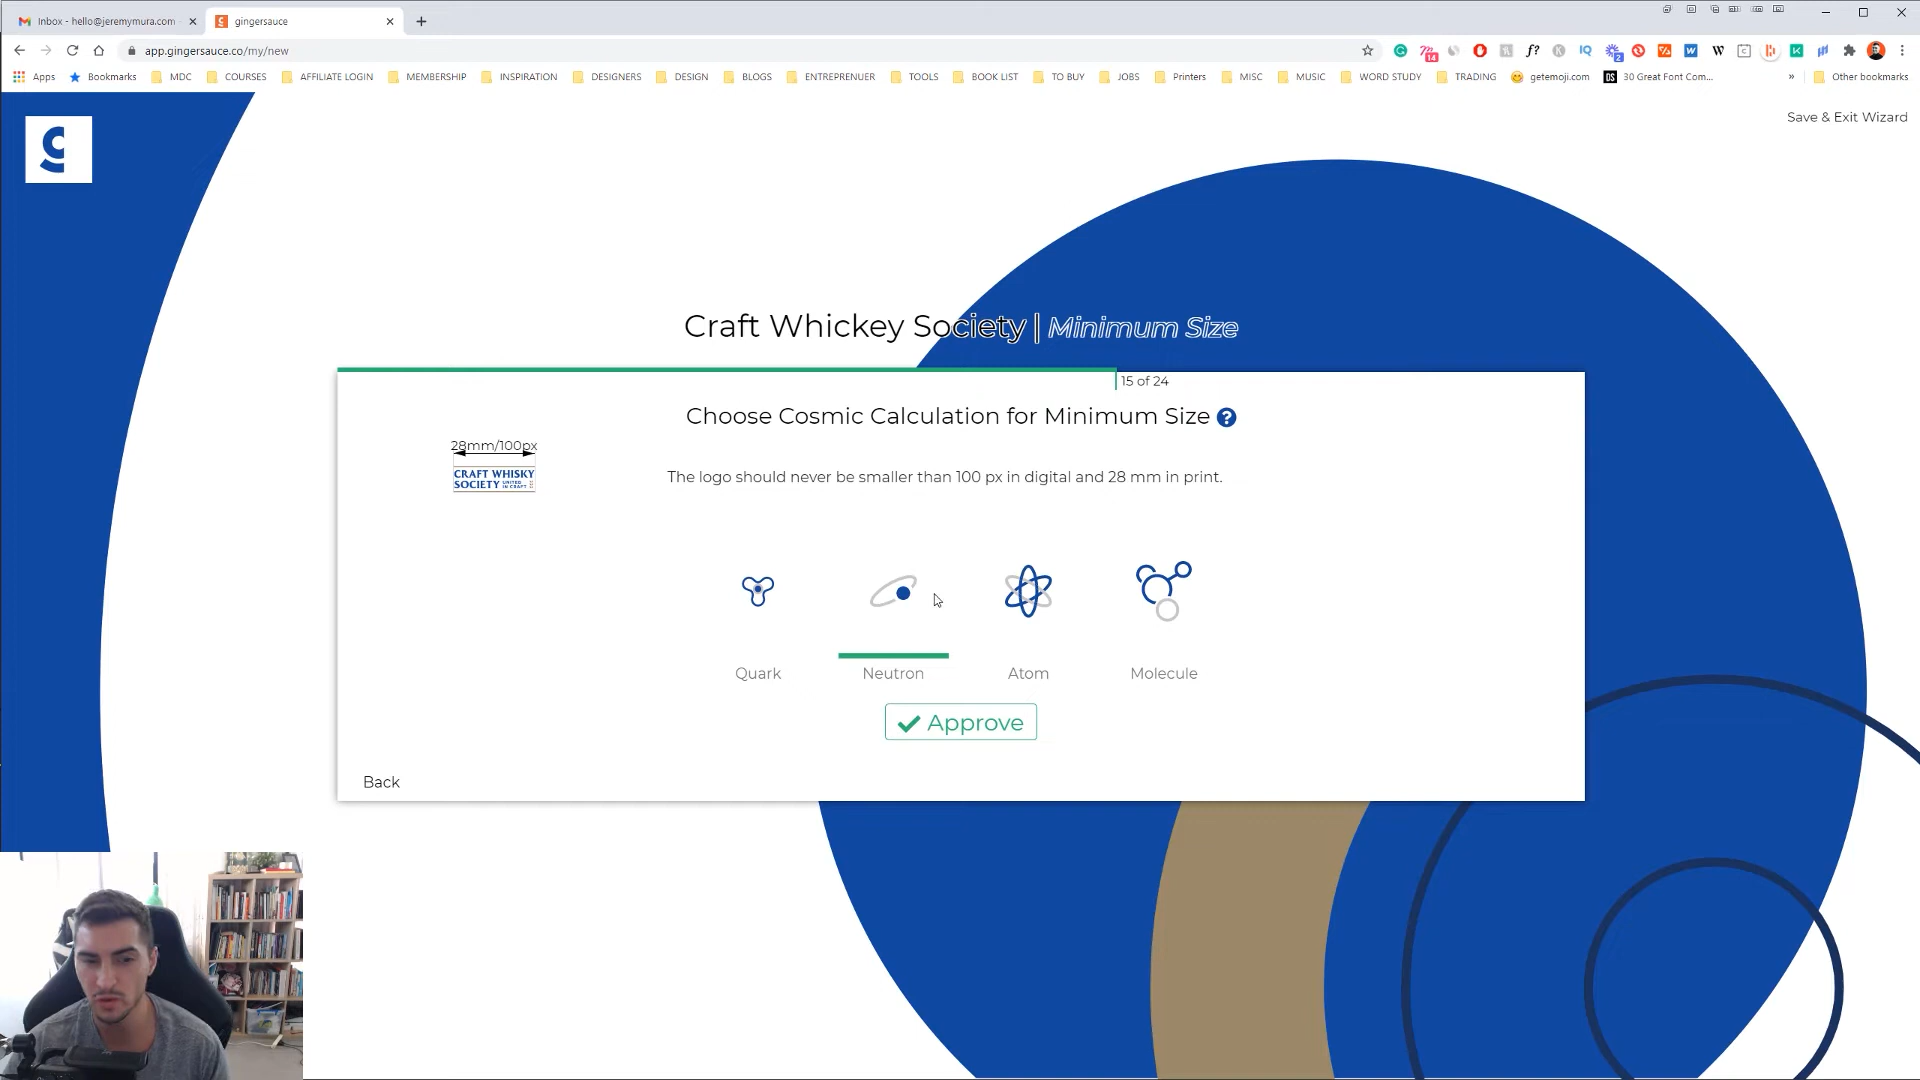 Inbox - hello@jeremymura.com
gingersauce
app.gingersauce.co/my/new
Apps Bookmarks MDC COURSES AFFILIATE LOGIN MEMBERSHIP INSPIRATION DESIGNERS DESIGN BLOGS ENTREPRENUER TOOLS BOOK LIST TO BUY JOBS Printers MISC MUSIC WORD STUDY TRADING getemoji.com 30 Great Font Com... » Other bookmarks
g
Save & Exit Wizard
Craft Whickey Society | Minimum Size
15 of 24
Choose Cosmic Calculation for Minimum Size ?
28mm/100px
CRAFT WHISKY
SOCIETY UNITED IN CRAFT
The logo should never be smaller than 100 px in digital and 28 mm in print.
Quark Neutron Atom Molecule
Approve
Back